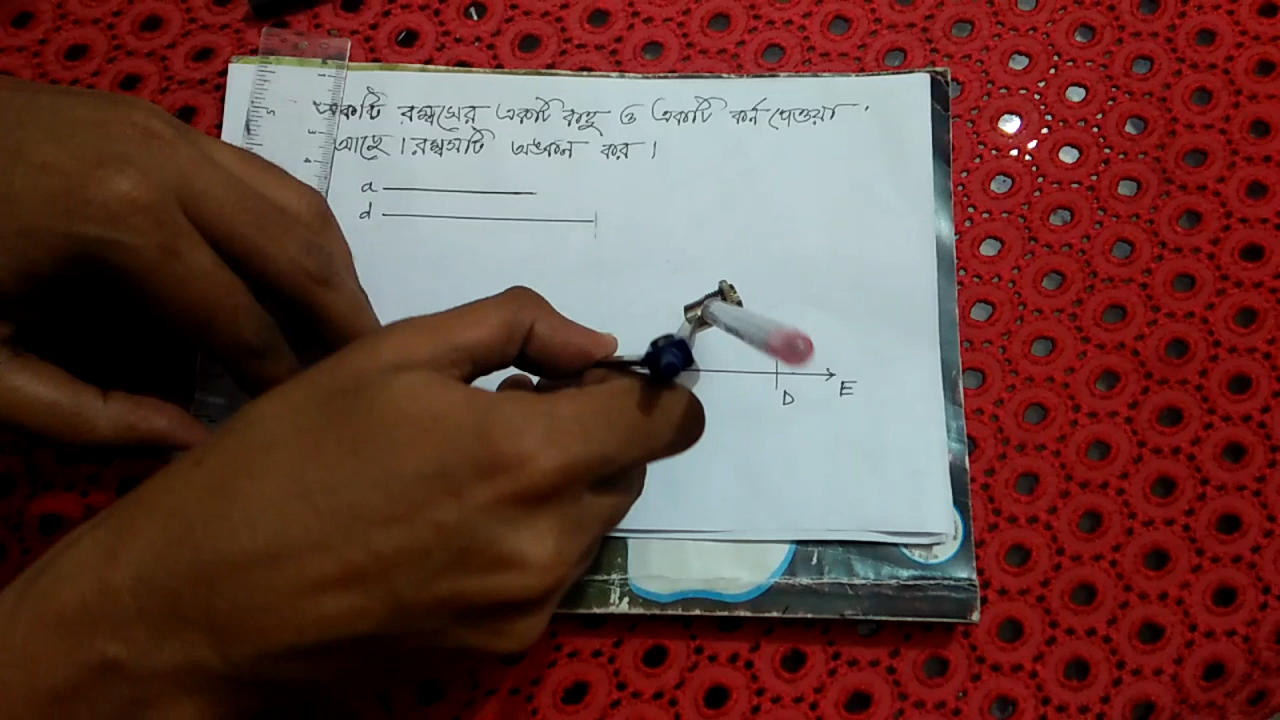 একটি রম্বসের একটি বাহু ও একটি কর্ন দেওয়া
আছে। রম্বসটি অঙ্কন কর।
a
d
D
E